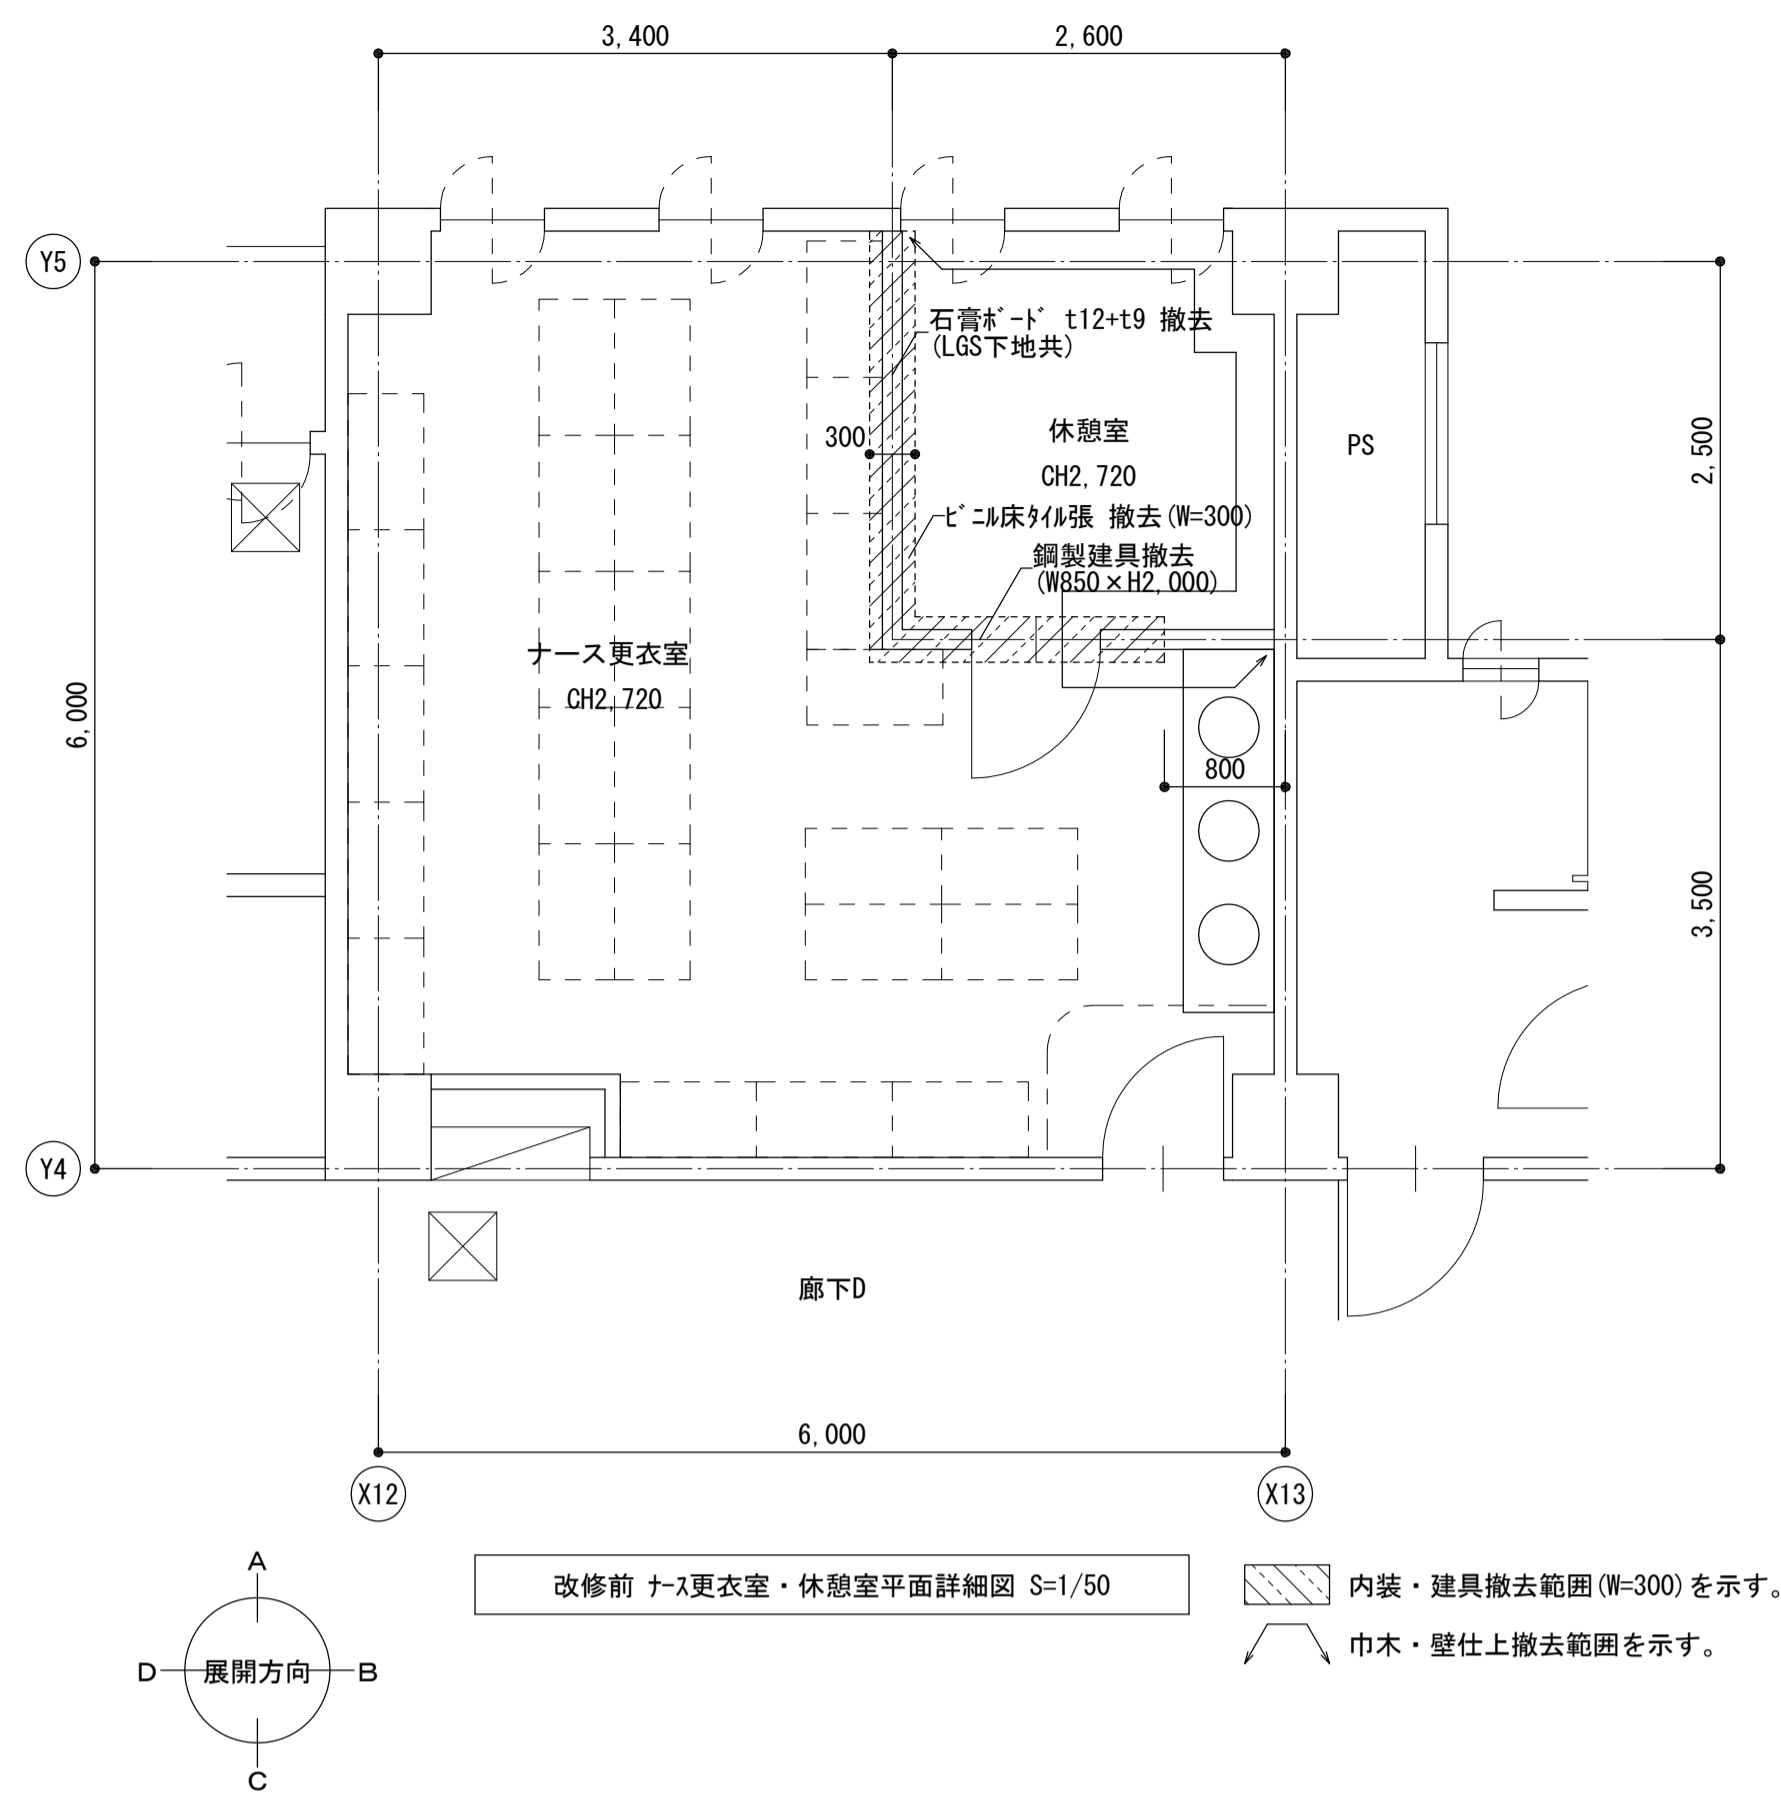 3,400
2,600
Y5
石膏ﾎﾞｰﾄﾞ t12+t9 撤去
(LGS下地共)
300
休憩室
CH2,720
PS
2,500
ﾋﾞﾆﾙ床ﾀｲﾙ張 撤去(W=300)
鋼製建具撤去
(W850×H2,000)
ナース更衣室
CH2,720
6,000
800
3,500
Y4
廊下D
6,000
X12
X13
A
改修前 ﾅｰｽ更衣室・休憩室平面詳細図 S=1/50
内装・建具撤去範囲(W=300)を示す。
巾木・壁仕上撤去範囲を示す。
D
展開方向
B
C